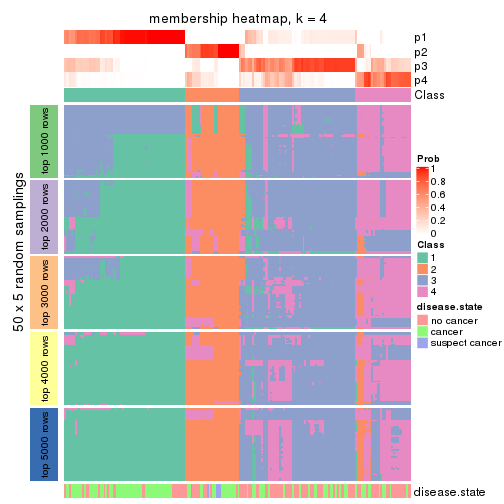 membership heatmap, k = 4
p1
p2
p3
p4
Class
50 x 5 random samplings
top 1000 rows
top 2000 rows
top 3000 rows
top 4000 rows
top 5000 rows
Prob
1
0.8
0.6
0.4
0.2
0
Class
1
2
3
4
disease.state
no cancer
cancer
suspect cancer
disease.state